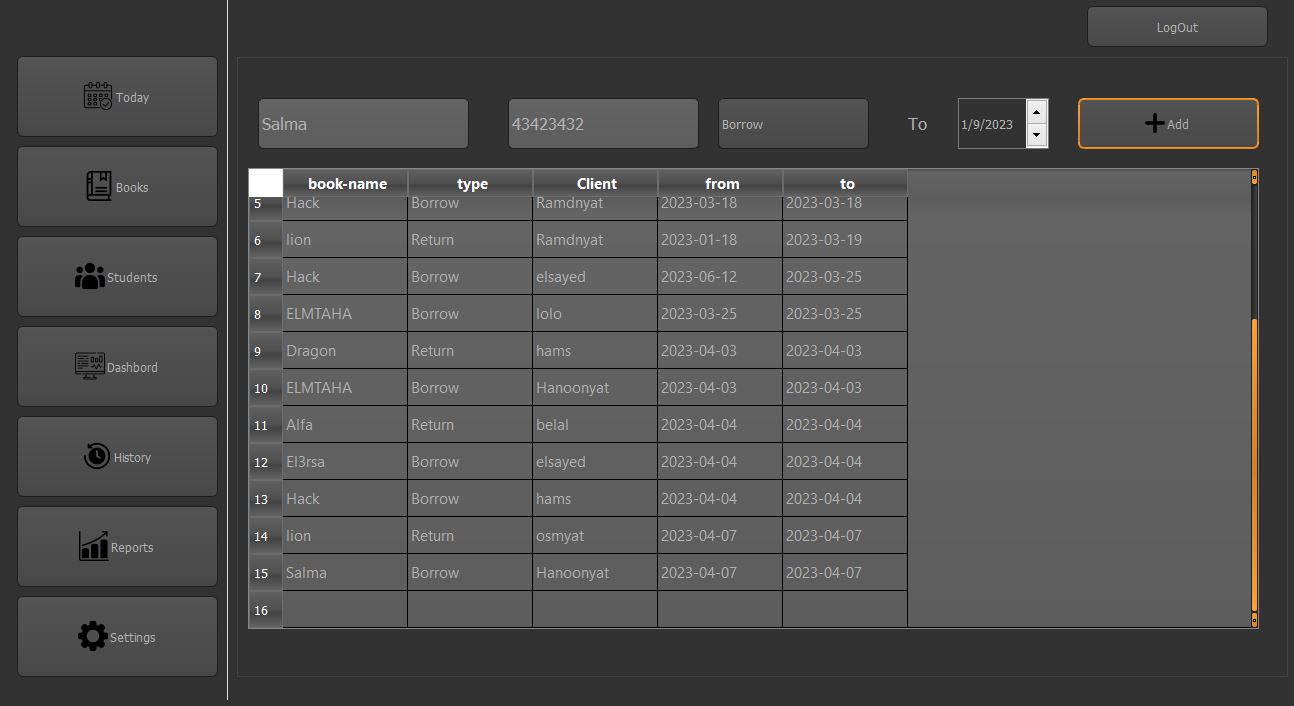 LogOut
Today
Books
Students
Dashbord
History
Reports
Settings
Salma 43423432 Borrow To 1/9/2023 Add
book-name type Client from to
5 Hack Borrow Ramdnyat 2023-03-18 2023-03-18
6 lion Return Ramdnyat 2023-01-18 2023-03-19
7 Hack Borrow elsayed 2023-06-12 2023-03-25
8 ELMTAHA Borrow lolo 2023-03-25 2023-03-25
9 Dragon Return hams 2023-04-03 2023-04-03
10 ELMTAHA Borrow Hanoonyat 2023-04-03 2023-04-03
11 Alfa Return belal 2023-04-04 2023-04-04
12 El3rsa Borrow elsayed 2023-04-04 2023-04-04
13 Hack Borrow hams 2023-04-04 2023-04-04
14 lion Return osmyat 2023-04-07 2023-04-07
15 Salma Borrow Hanoonyat 2023-04-07 2023-04-07
16